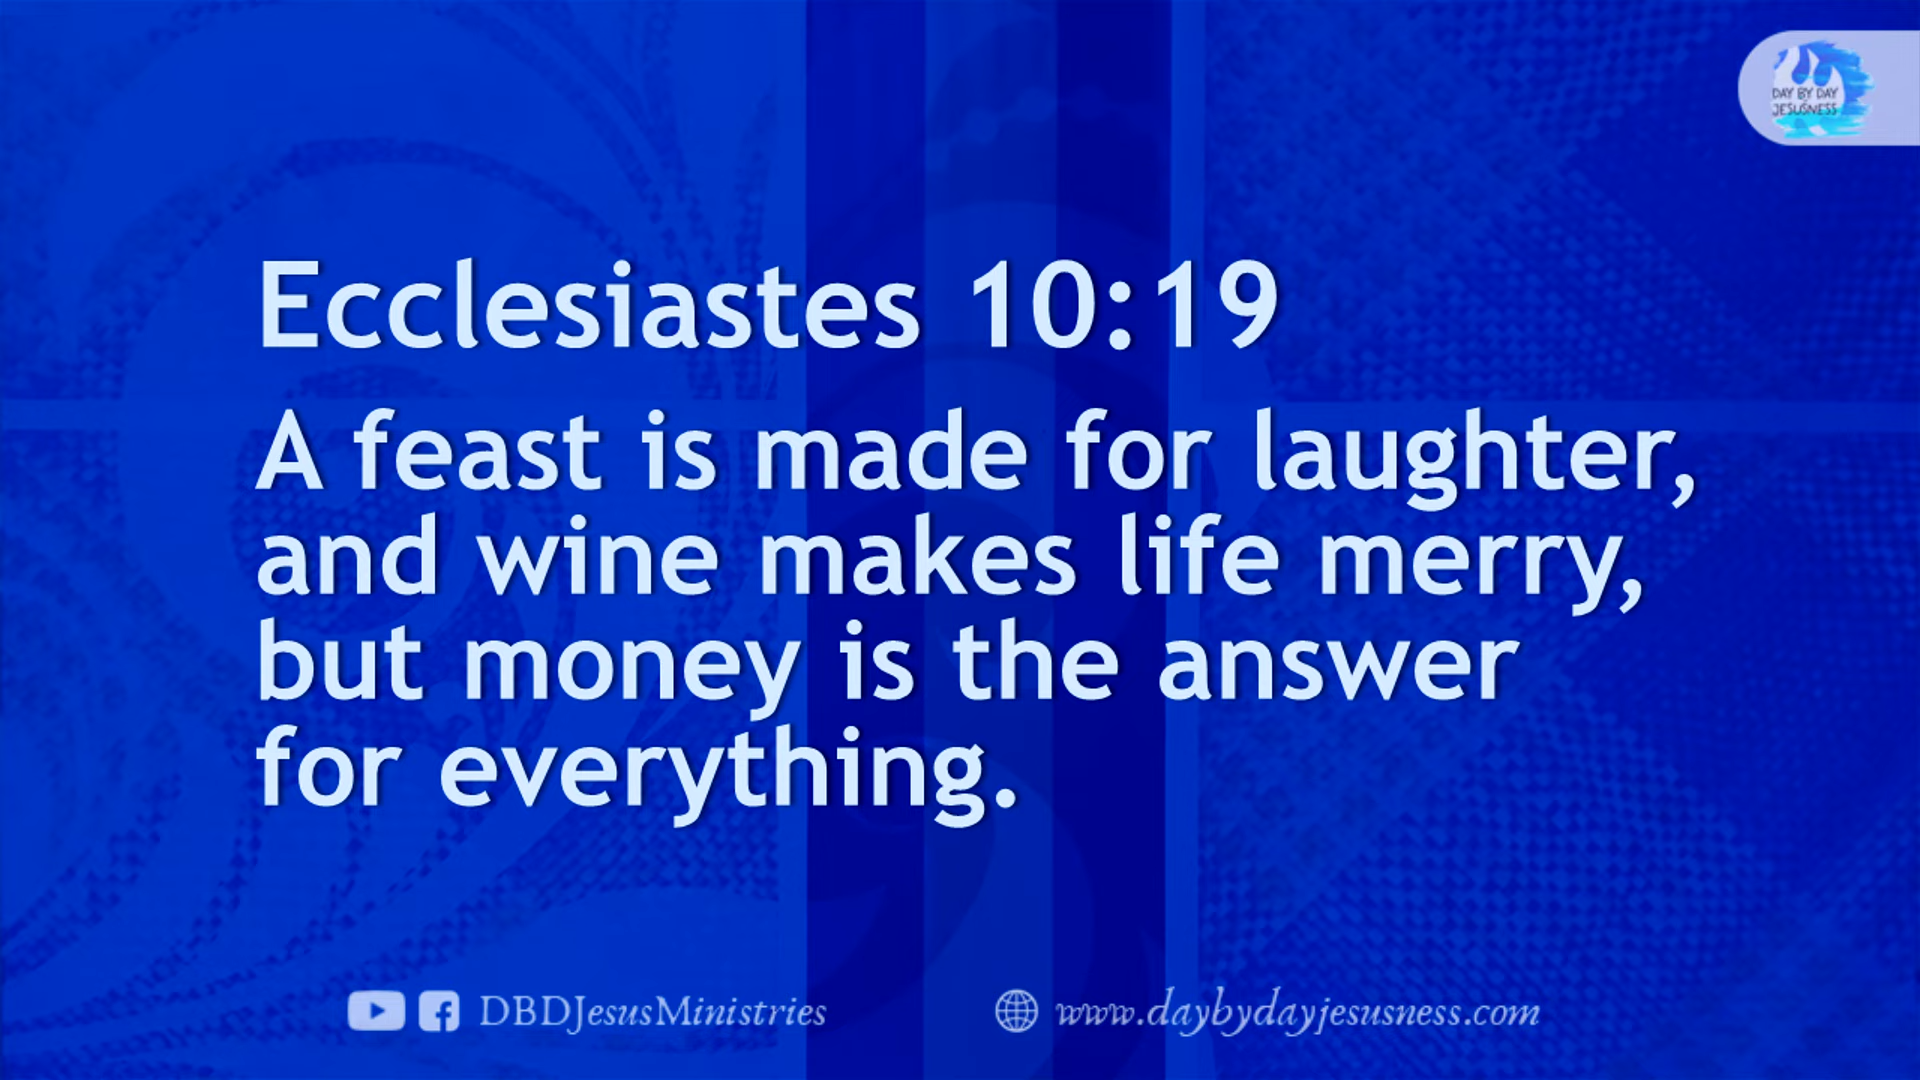 DAY BY DAY
JESUSNESS
Ecclesiastes 10:19
A feast is made for laughter,
and wine makes life merry,
but money is the answer
for everything.
DBDJesusMinistries
www.daybydayjesusness.com